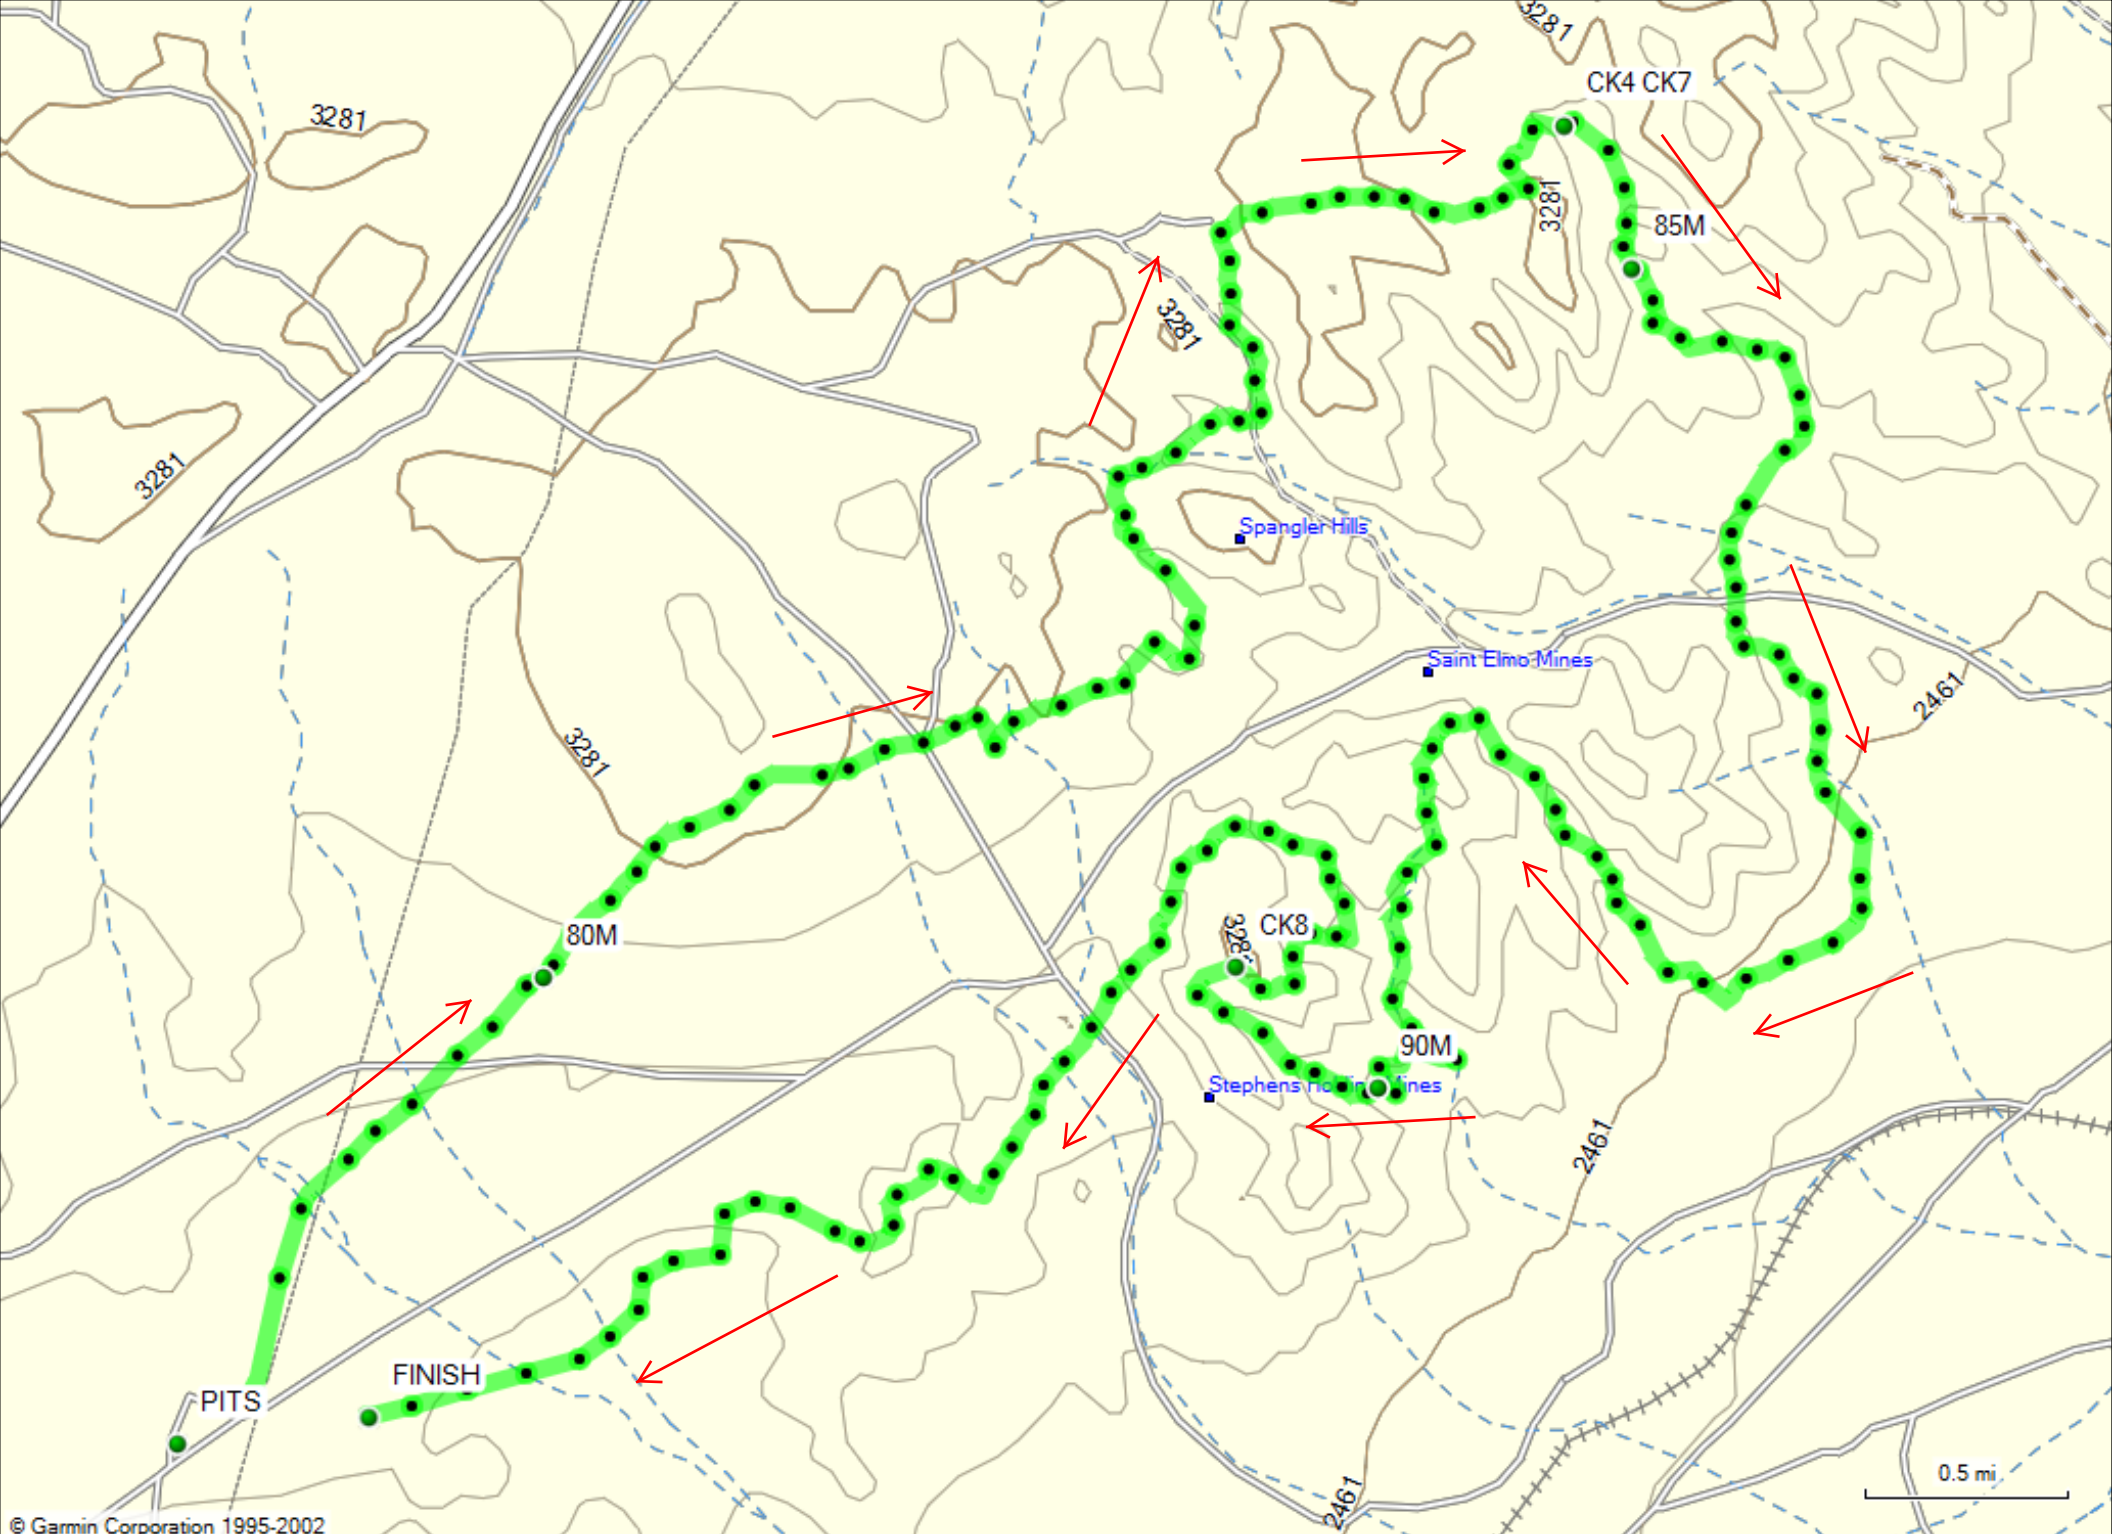 3281
CK4 CK7
3281
3281
85M
3281
3281
Spangler Hills
Saint Elmo Mines
2461
3281
CK8
80M
90M
2461
FINISH
PITS
0.5 mi
2461
© Garmin Corporation 1995-2002